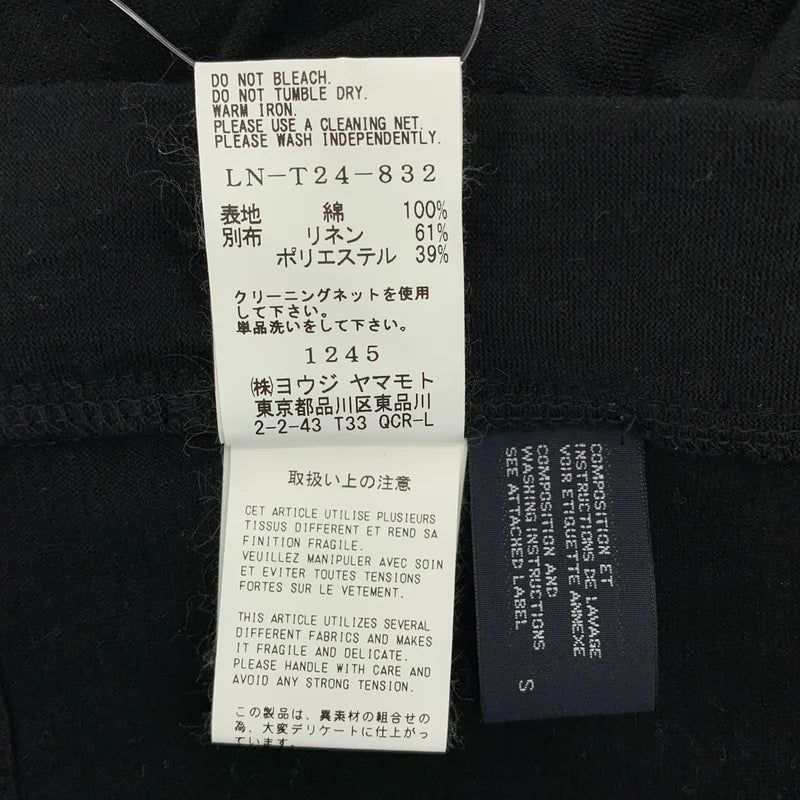 DO NOT BLEACH.
DO NOT TUMBLE DRY.
WARM IRON.
PLEASE USE A CLEANING NET.
PLEASE WASH INDEPENDENTLY.
LN-T24-832
表地 綿 100%
別布 リネン 61%
ポリエステル 39%
クリーニングネットを使用
して下さい。
単品洗いをして下さい。
1245
㈱ヨウジ ヤマモト
東京都品川区東品川
2-2-43 T33 QCR-L
取扱い上の注意
CET ARTICLE UTILISE PLUSIEURS
TISSUS DIFFERENT ET REND SA
FINITION FRAGILE.
VEUILLEZ MANIPULER AVEC SOIN
ET EVITER TOUTES TENSIONS
FORTES SUR LE VETEMENT.
THIS ARTICLE UTILIZES SEVERAL
DIFFERENT FABRICS AND MAKES
IT FRAGILE AND DELICATE.
PLEASE HANDLE WITH CARE AND
AVOID ANY STRONG TENSION.
この製品は、異素材の組合せの
為、大変デリケートに仕上がっ
ています。
COMPOSITION ET
INSTRUCTIONS DE LAVAGE
VOIR ETIQUETTE ANNEXE
COMPOSITION AND
WASHING INSTRUCTIONS
SEE ATTACHED LABEL
S